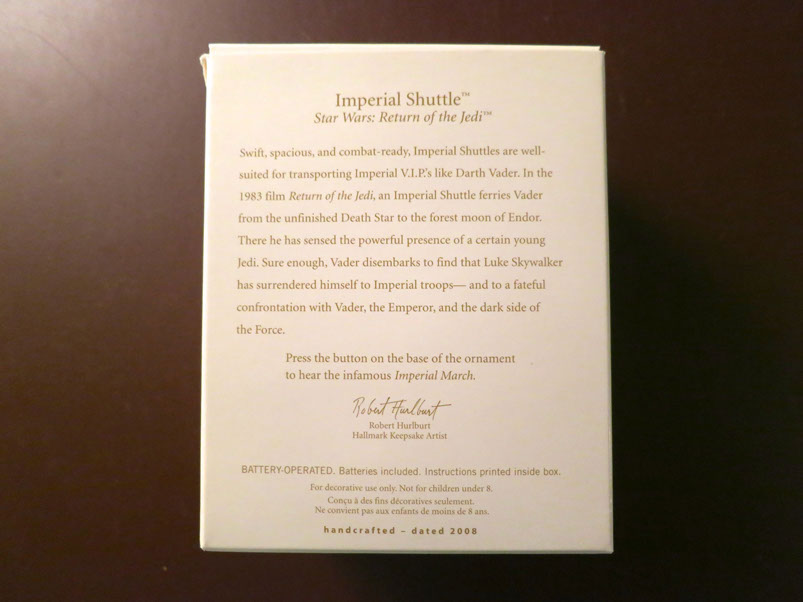 Imperial Shuttle™
Star Wars: Return of the Jedi™
Swift, spacious, and combat-ready, Imperial Shuttles are well-
suited for transporting Imperial V.I.P.'s like Darth Vader. In the
1983 film Return of the Jedi, an Imperial Shuttle ferries Vader
from the unfinished Death Star to the forest moon of Endor.
There he has sensed the powerful presence of a certain young
Jedi. Sure enough, Vader disembarks to find that Luke Skywalker
has surrendered himself to Imperial troops— and to a fateful
confrontation with Vader, the Emperor, and the dark side of
the Force.
Press the button on the base of the ornament
to hear the infamous Imperial March.
Robert Hurlburt
Robert Hurlburt
Hallmark Keepsake Artist
BATTERY-OPERATED. Batteries included. Instructions printed inside box.
For decorative use only. Not for children under 8.
Conçu à des fins décoratives seulement.
Ne convient pas aux enfants de moins de 8 ans.
handcrafted – dated 2008